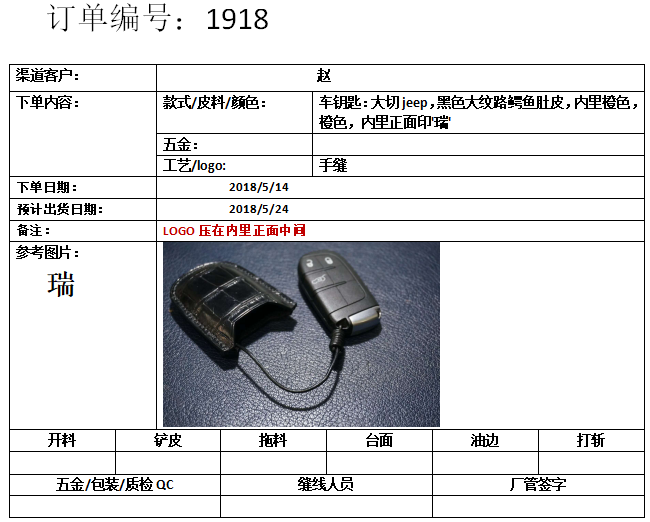 订单编号：1918
渠道客户：
赵
下单内容：
款式/皮料/颜色：
车钥匙：大切jeep，黑色大纹路鳄鱼肚皮，内里橙色，
橙色，内里正面印'瑞'
五金：
工艺/logo:
手缝
下单日期：
2018/5/14
预计出货日期：
2018/5/24
备注：
LOGO 压在内里正面中间
参考图片：
瑞
开料
铲皮
拖料
台面
油边
打斩
五金/包装/质检 QC
缝线人员
厂管签字